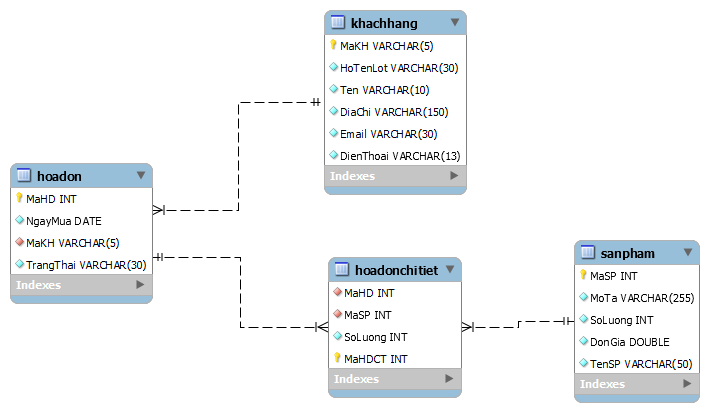 khachhang
MaKH VARCHAR(5)
HoTenLot VARCHAR(30)
Ten VARCHAR(10)
DiaChi VARCHAR(150)
Email VARCHAR(30)
DienThoai VARCHAR(13)
Indexes
hoadon
MaHD INT
NgayMua DATE
MaKH VARCHAR(5)
TrangThai VARCHAR(30)
Indexes
hoadonchitiet
MaHD INT
MaSP INT
SoLuong INT
MaHDCT INT
Indexes
sanpham
MaSP INT
MoTa VARCHAR(255)
SoLuong INT
DonGia DOUBLE
TenSP VARCHAR(50)
Indexes